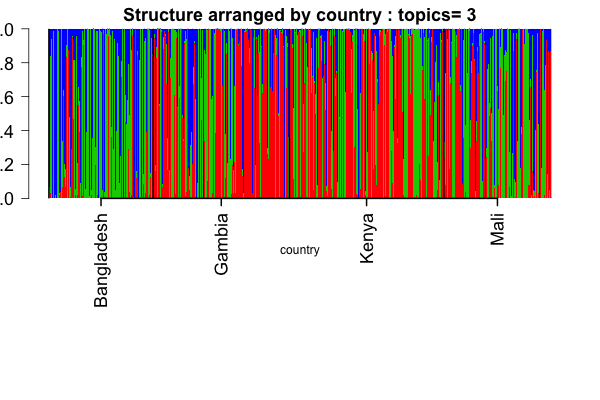 Structure arranged by country : topics= 3
.0
.8
.6
.4
.2
.0
Bangladesh
Gambia
Kenya
Mali
country